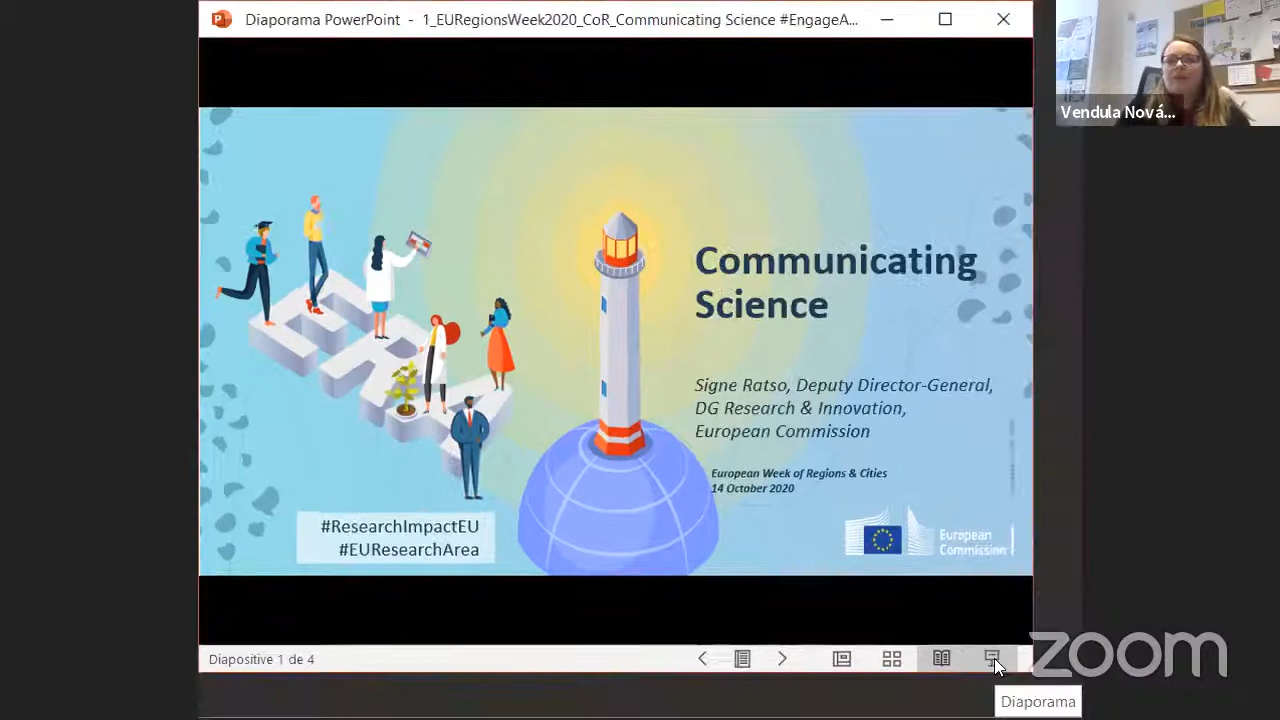 Diaporama PowerPoint - 1_EURegionsWeek2020_CoR_Communicating Science #EngageA...
Vendula Nová...
Communicating
Science
Signe Ratso, Deputy Director-General,
DG Research & Innovation,
European Commission
European Week of Regions & Cities
14 October 2020
#ResearchImpactEU
#EUResearchArea
European
Commission
Diapositive 1 de 4
zoom
Diaporama